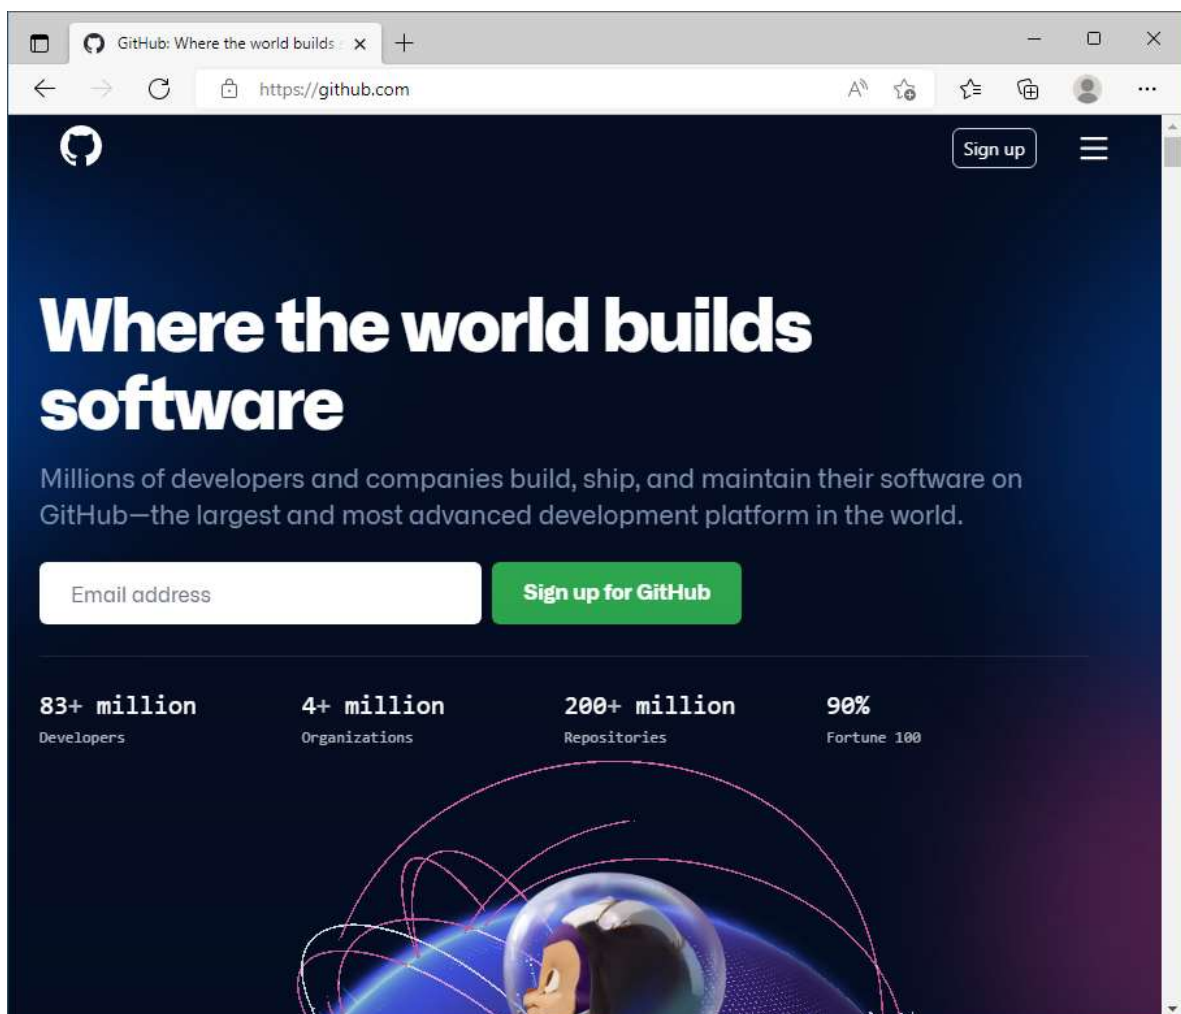 GitHub: Where the world builds
https://github.com
Sign up
Where the world builds
software
Millions of developers and companies build, ship, and maintain their software on
GitHub—the largest and most advanced development platform in the world.
Email address
Sign up for GitHub
83+ million
Developers
4+ million
Organizations
200+ million
Repositories
90%
Fortune 100